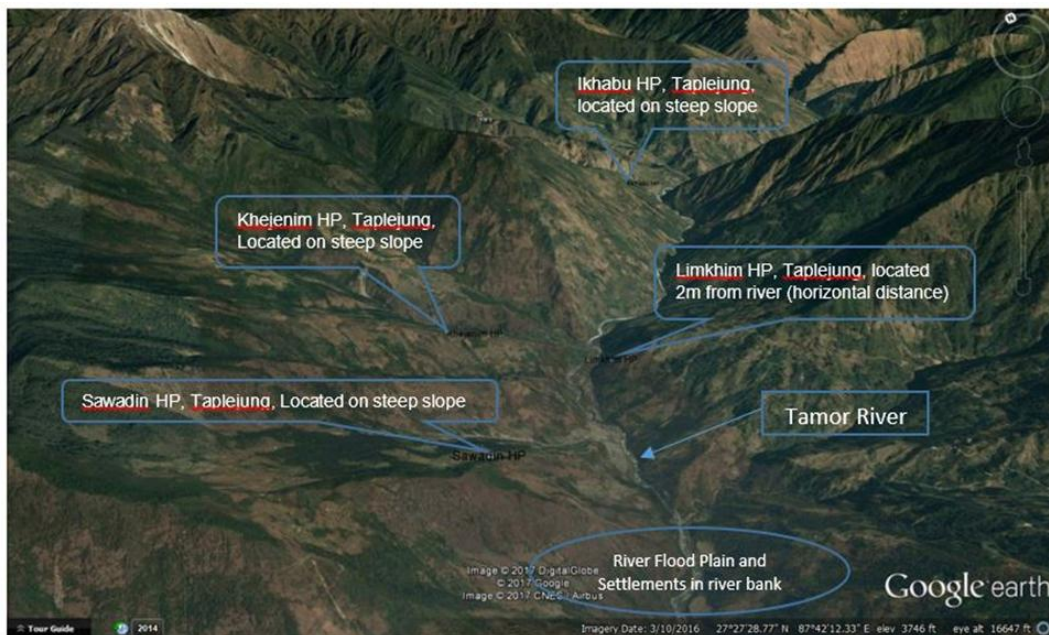 Ikhabu HP, Taplejung,
located on steep slope
Khejenim HP, Taplejung,
Located on steep slope
Limkhim HP, Taplejung, located
2m from river (horizontal distance)
Limkhim HP
Sawadin HP, Taplejung, Located on steep slope
Tamor River
Sawadin HP
River Flood Plain and
Settlements in river bank
Image © 2017 DigitalGlobe
© 2017 Google
Image © 2017 CNES / Airbus
Google earth
Tour Guide
2014
Imagery Date: 3/10/2016 27°27'28.77" N 87°42'12.33" E elev 3746 ft eye alt 16647 ft